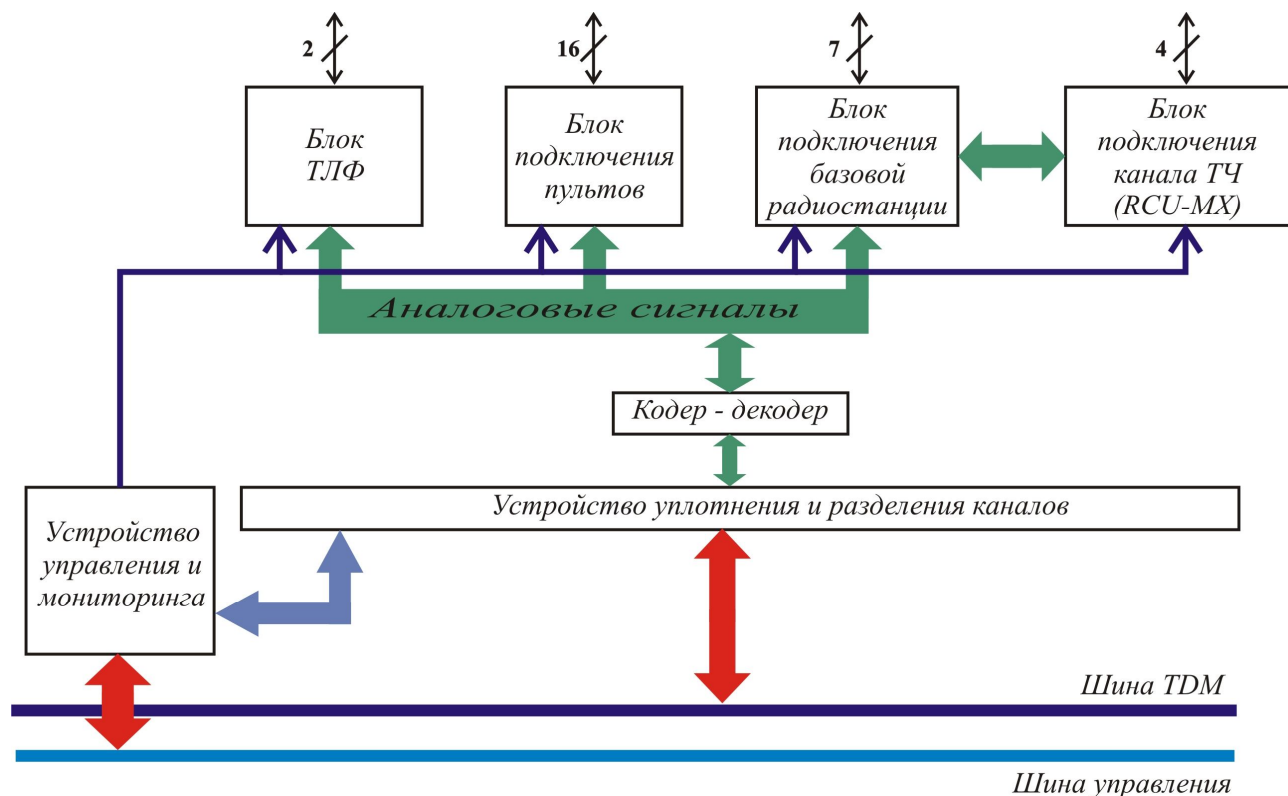 2
16
7
4
Блок
ТЛФ
Блок
подключения
пультов
Блок
подключения
базовой
радиостанции
Блок
подключения
канала ТЧ
(RCU-MX)
Аналоговые сигналы
Кодер - декодер
Устройство уплотнения и разделения каналов
Устройство
управления и
мониторинга
Шина TDM
Шина управления